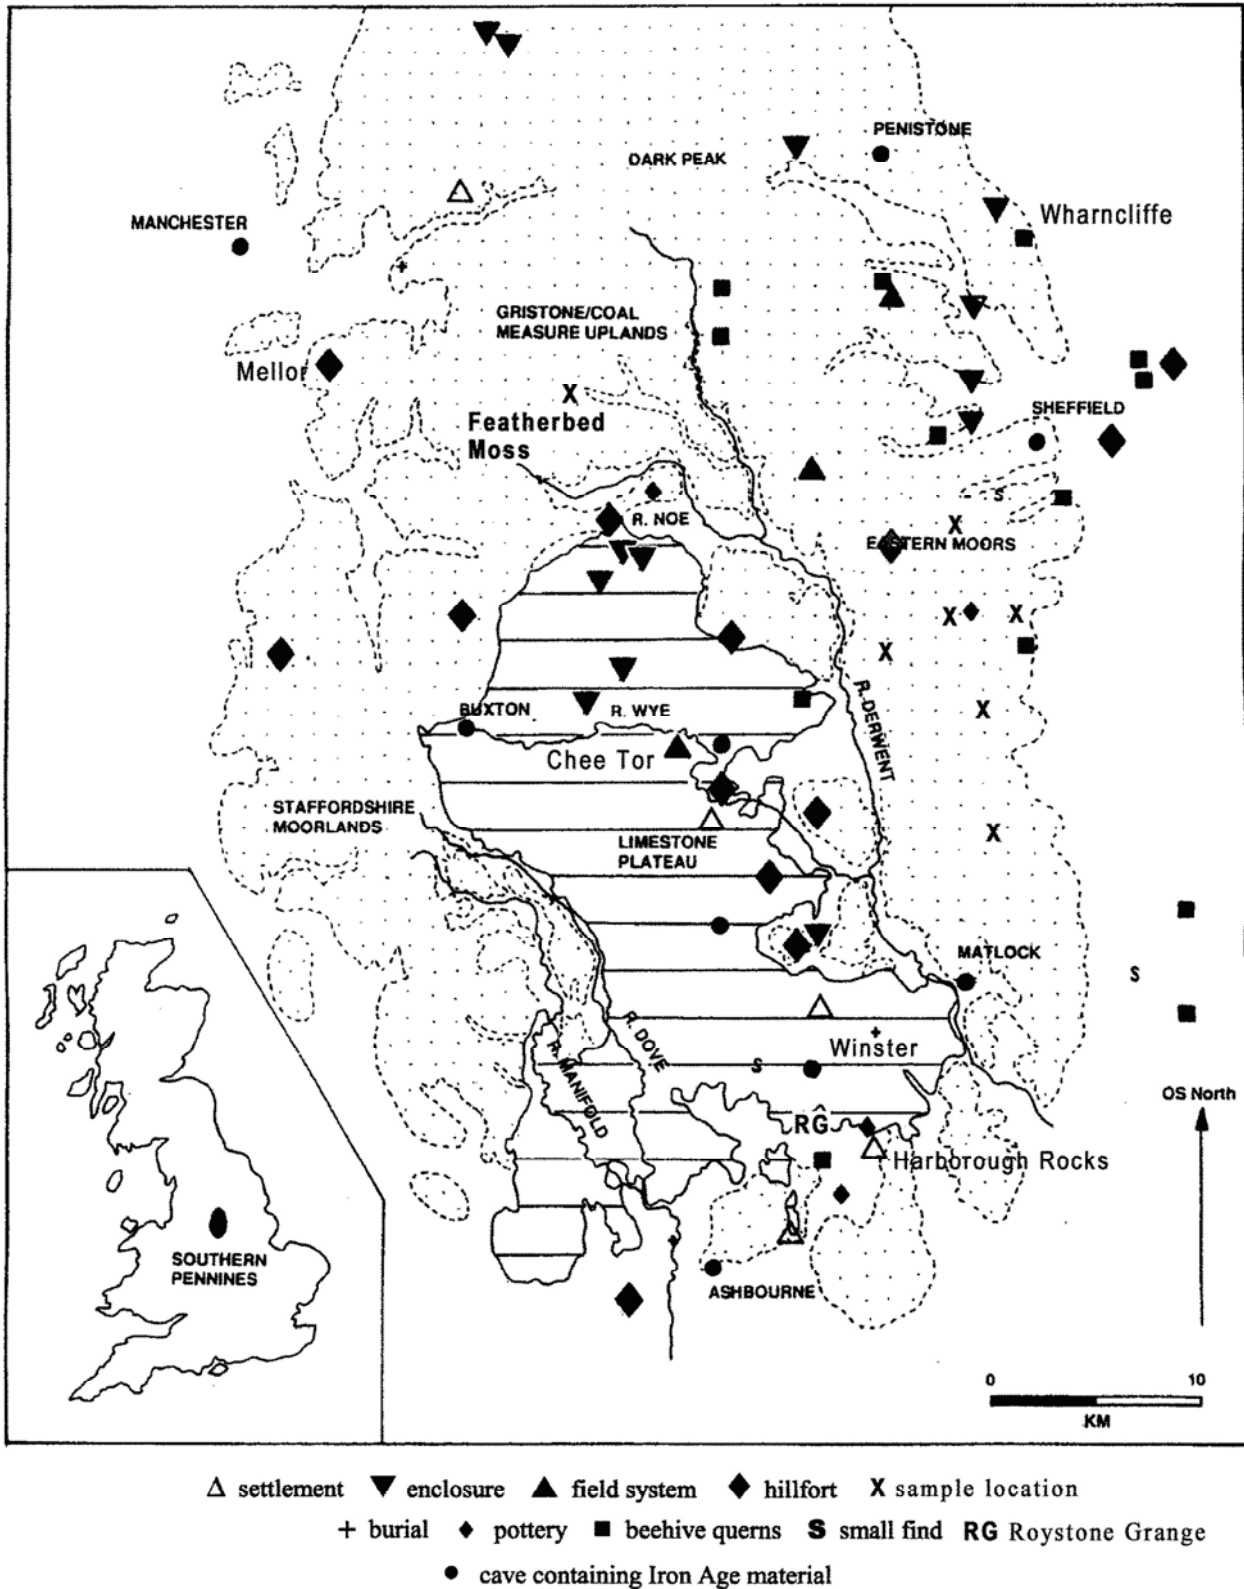 PENISTONE
DARK PEAK
Wharncliffe
MANCHESTER
GRISTONE/COAL
MEASURE UPLANDS
Mellor
X
Featherbed
Moss
SHEFFIELD
S
X
EASTERN MOORS
R. NOE
X
X
X
R. DERWENT
X
BUXTON
R. WYE
Chee Tor
STAFFORDSHIRE
MOORLANDS
LIMESTONE
PLATEAU
X
MATLOCK
S
R. DOVE
Winster
R. MANIFOLD
S
RG
Harborough Rocks
OS North
ASHBOURNE
SOUTHERN
PENNINES
0 10
KM
settlement enclosure field system hillfort X sample location
burial pottery beehive querns S small find RG Roystone Grange
cave containing Iron Age material